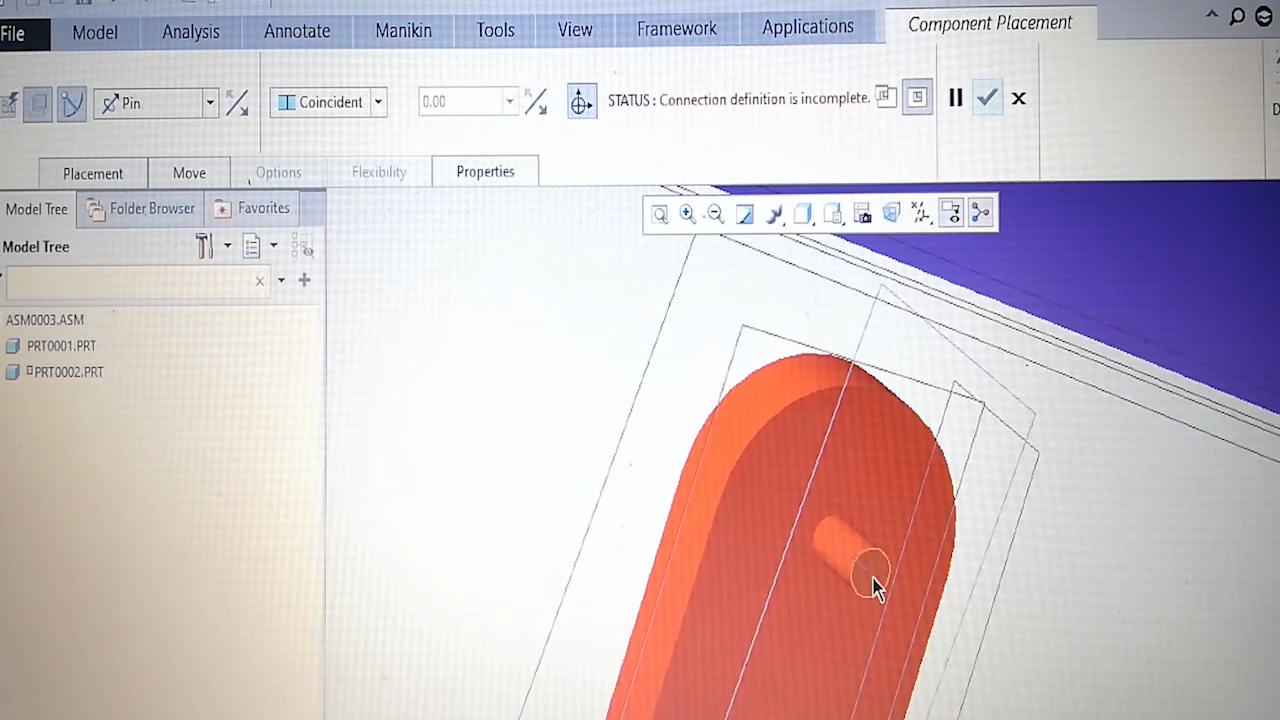 File Model Analysis Annotate Manikin Tools View Framework Applications Component Placement
Pin Coincident 0.00 STATUS : Connection definition is incomplete.
Placement Move Options Flexibility Properties
Model Tree Folder Browser Favorites
Model Tree
ASM0003.ASM
PRT0001.PRT
PRT0002.PRT